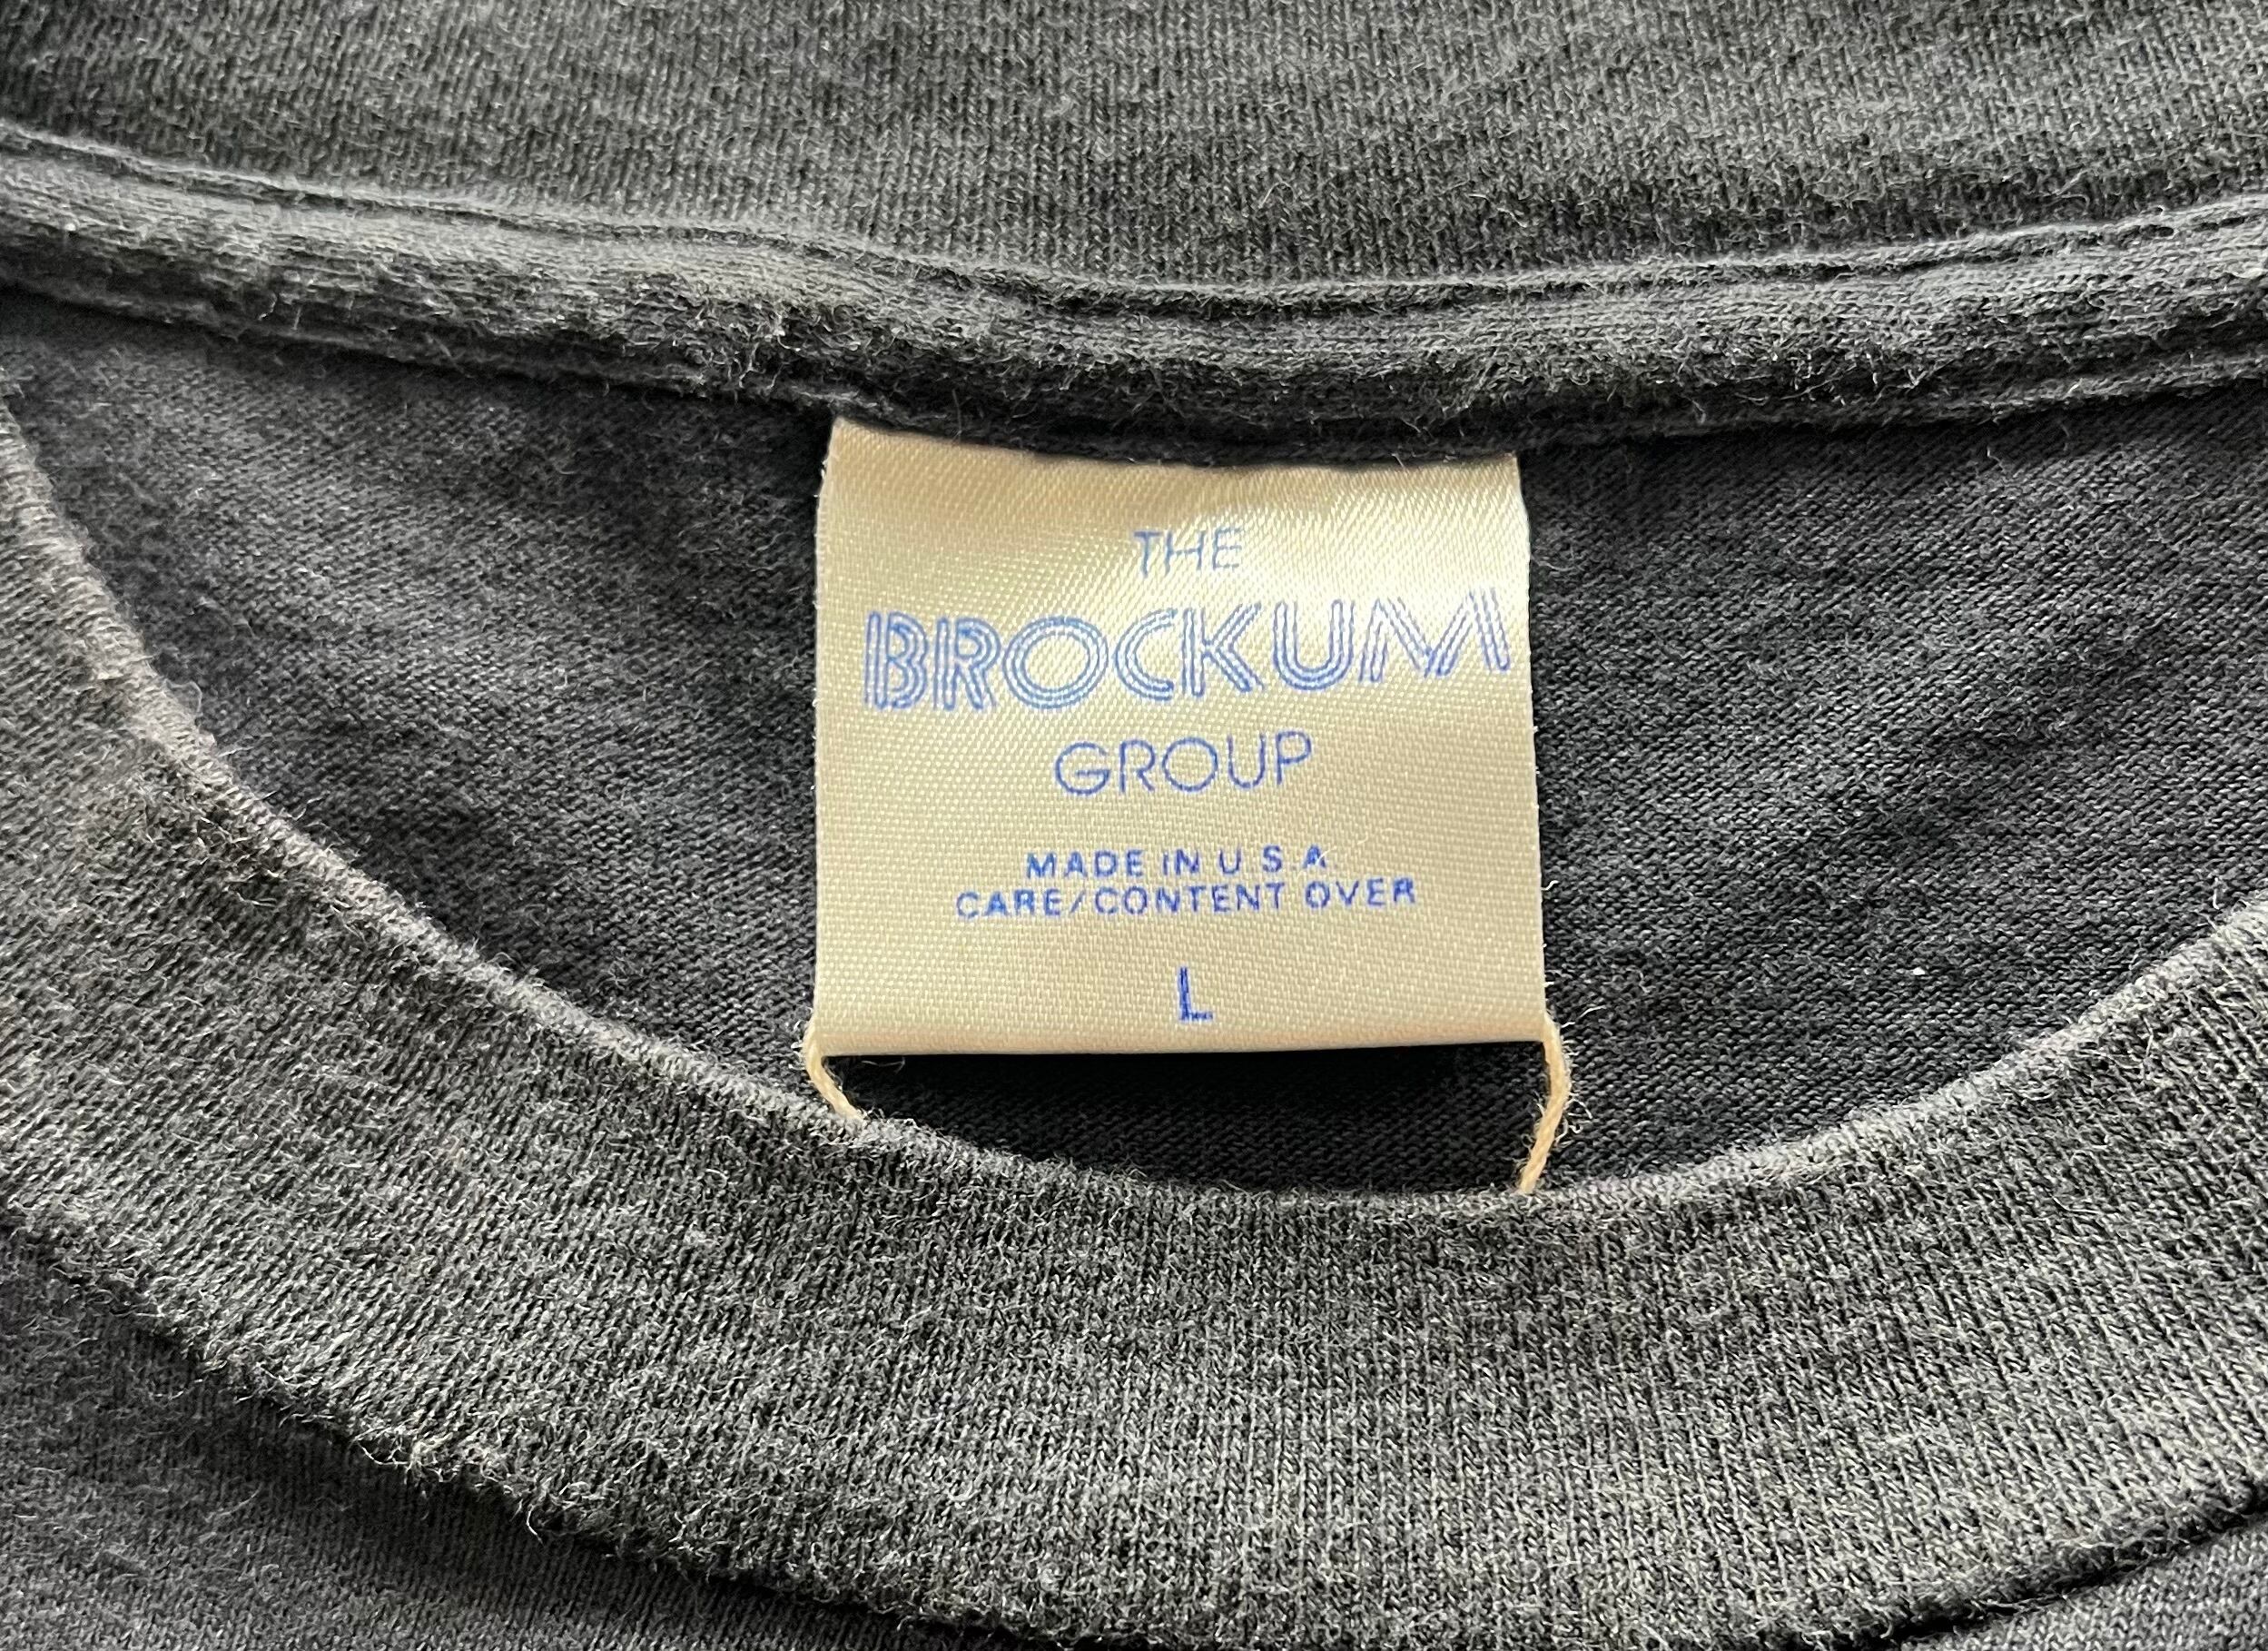 THE
BROCKUM
GROUP
MADE IN U.S.A.
CARE/CONTENT OVER
L